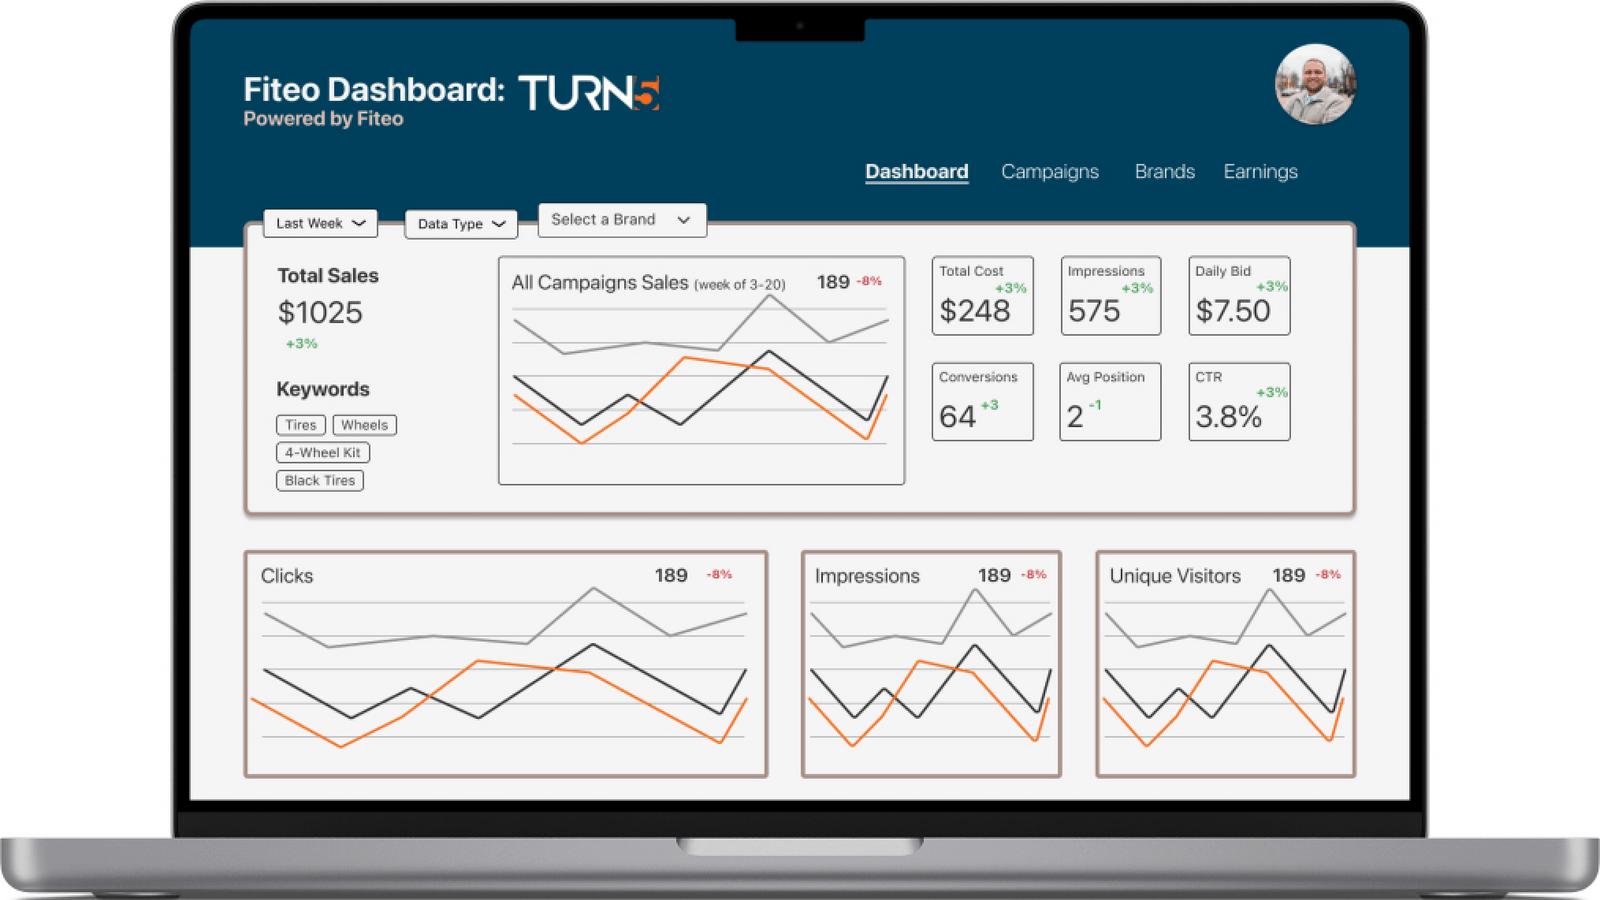 Fiteo Dashboard: TURN5
Powered by Fiteo
Dashboard Campaigns Brands Earnings
Last Week Data Type Select a Brand
Total Sales
$1025
+3%
Keywords
Tires Wheels
4-Wheel Kit
Black Tires
All Campaigns Sales (week of 3-20) 189 -8%
Total Cost
+3%
$248
Impressions
+3%
575
Daily Bid
+3%
$7.50
Conversions
64 +3
Avg Position
2 -1
CTR
+3%
3.8%
Clicks 189 -8%
Impressions 189 -8%
Unique Visitors 189 -8%